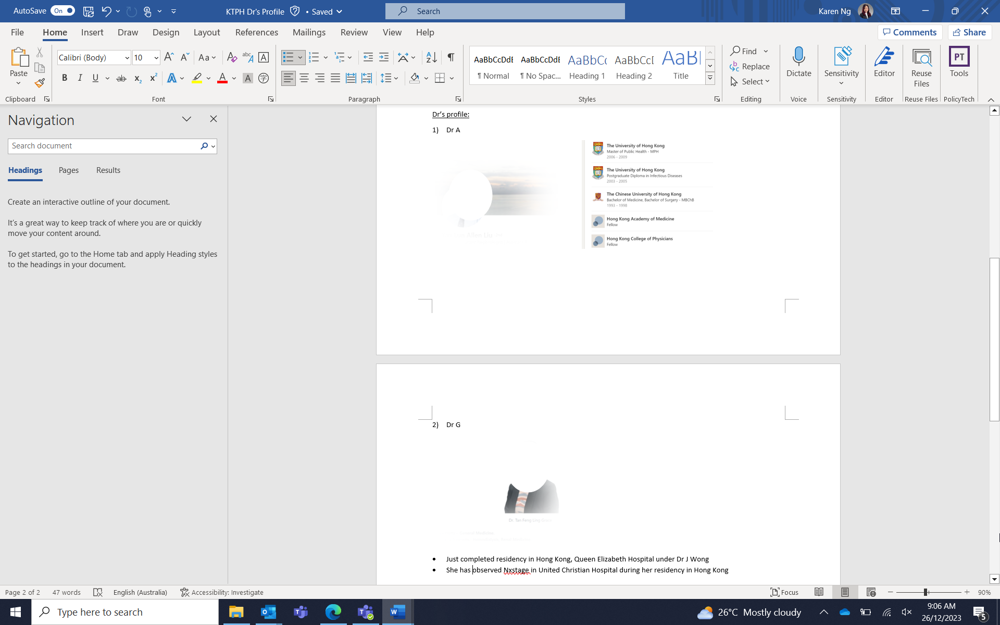 AutoSave On KTPH Dr's Profile • Saved Search Karen Ng
File Home Insert Draw Design Layout References Mailings Review View Help Comments Share
Calibri (Body) 10 Aa
AaBbCcDdE AaBbCcDdE AaBbCc AaBbCcD AaB
Find
Replace
Select
Paste
B I U ab x₂ x² A A A 字
¶ Normal ¶ No Spac... Heading 1 Heading 2 Title
Dictate Sensitivity Editor Reuse Files PT Tools
Clipboard Font Paragraph Styles Editing Voice Sensitivity Editor Reuse Files PolicyTech
Navigation
Search document
Headings Pages Results
Create an interactive outline of your document.
It's a great way to keep track of where you are or quickly
move your content around.
To get started, go to the Home tab and apply Heading styles
to the headings in your document.
Dr's profile:
1) Dr A
Allen Liu
The University of Hong Kong
Master of Public Health - MPH
2006 - 2009
The University of Hong Kong
Postgraduate Diploma in Infectious Diseases
2003 - 2005
The Chinese University of Hong Kong
Bachelor of Medicine, Bachelor of Surgery - MBChB
1993 - 1998
Hong Kong Academy of Medicine
Fellow
Hong Kong College of Physicians
Fellow
2) Dr G
Dr. Tan Feng Ling
• Just completed residency in Hong Kong, Queen Elizabeth Hospital under Dr J Wong
• She has observed Nxstage in United Christian Hospital during her residency in Hong Kong
Page 2 of 2 47 words English (Australia) Accessibility: Investigate Focus 90%
Type here to search 26°C Mostly cloudy 9:06 AM
26/12/2023 5